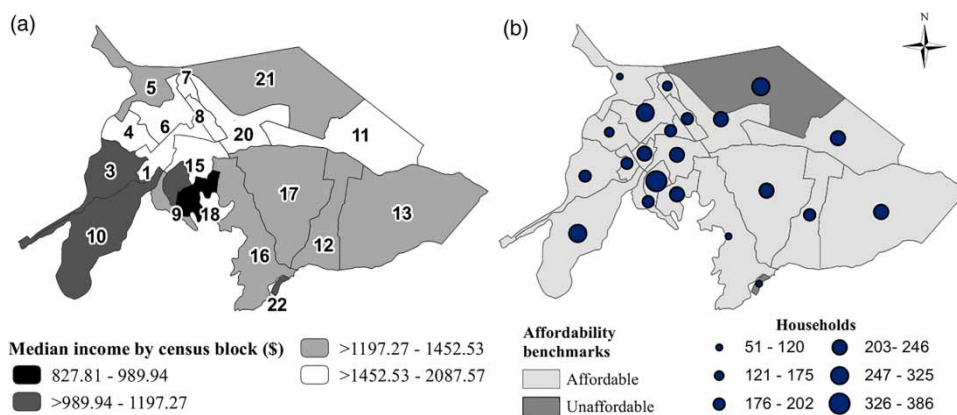 (a)
(b)
N
5
7
21
4
6
8
20
11
3
1
15
17
13
9
18
10
16
12
22
Median income by census block ($)
827.81 - 989.94
>989.94 - 1197.27
>1197.27 - 1452.53
>1452.53 - 2087.57
Affordability
benchmarks
Affordable
Unaffordable
Households
51 - 120
121 - 175
176 - 202
203- 246
247 - 325
326 - 386